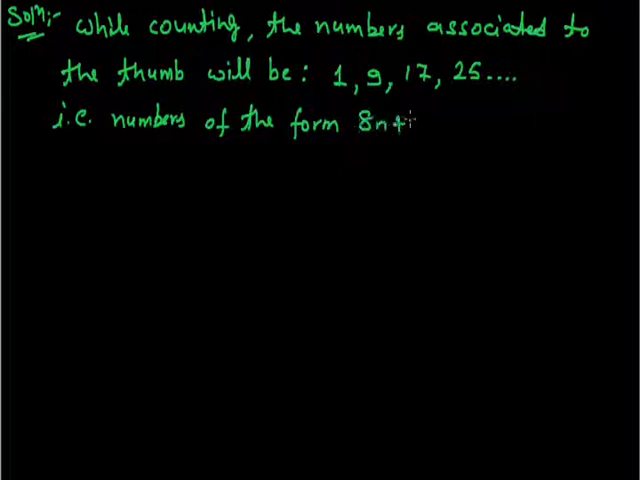 Soln:- While counting, the numbers associated to
the thumb will be: 1, 9, 17, 25....
i.e. numbers of the form 8n+